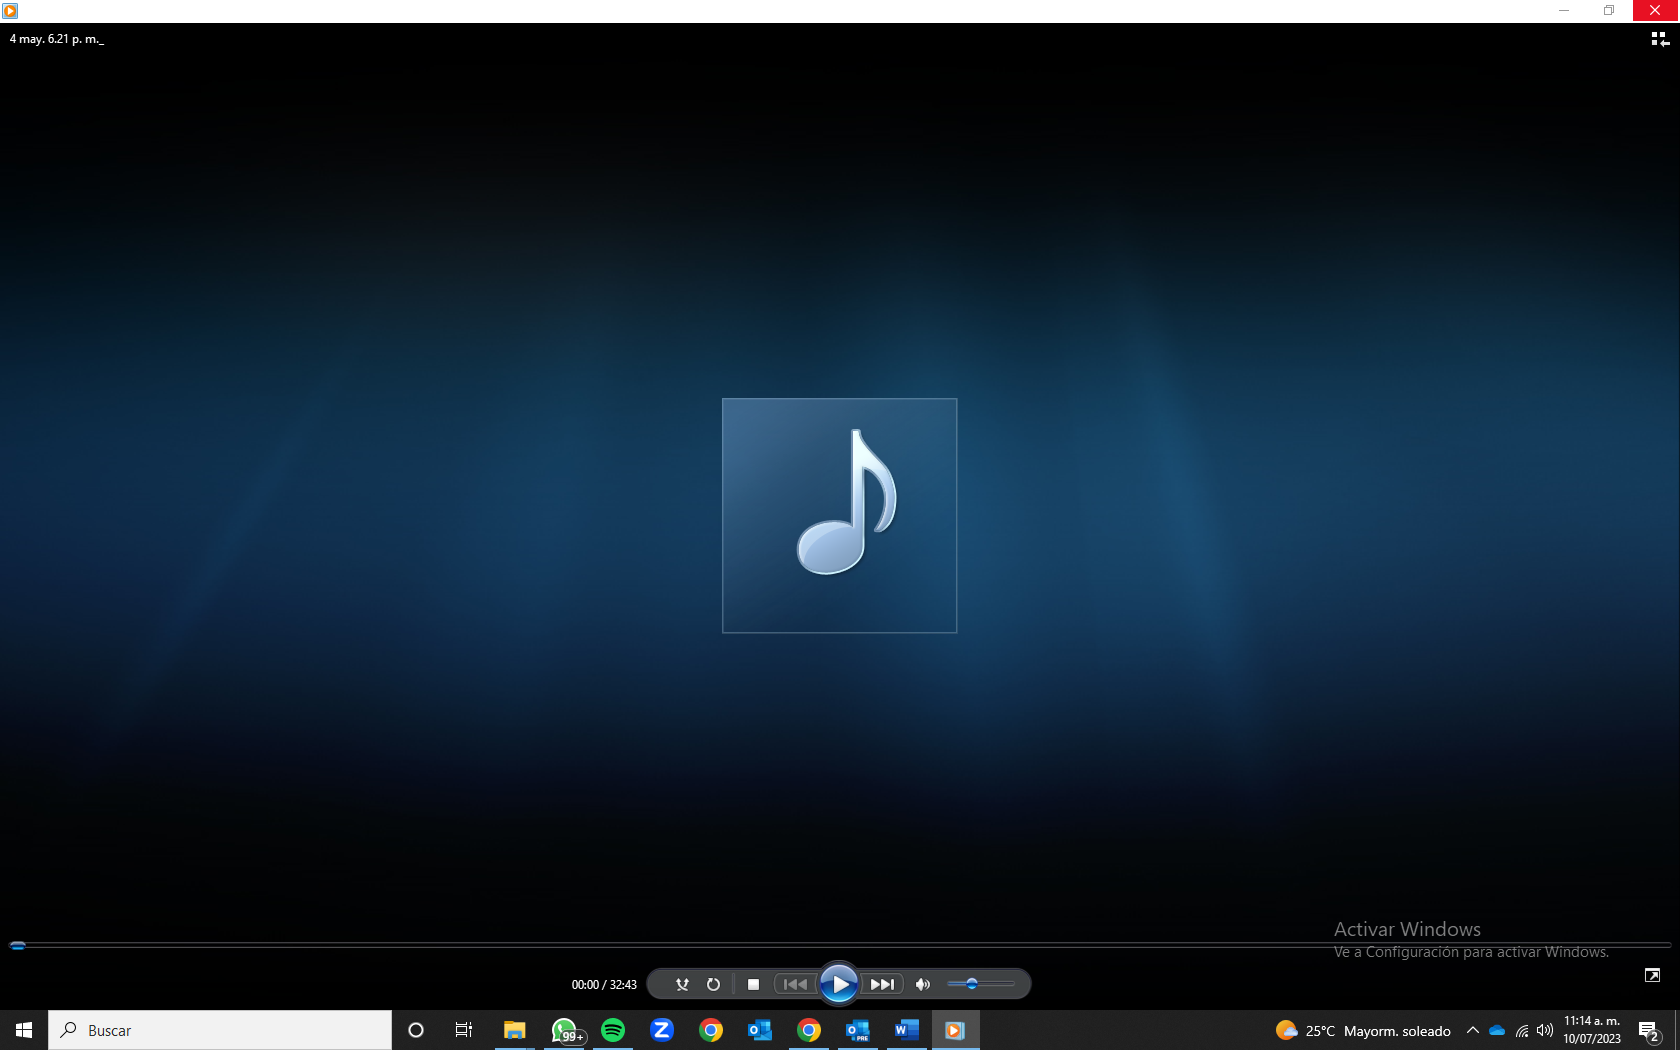 4 may. 6.21 p. m._
Activar Windows
Ve a Configuración para activar Windows.
00:00 / 32:43
Buscar
99+
Z
O
O
PRE
W
25°C Mayorm. soleado
11:14 a. m.
10/07/2023
2